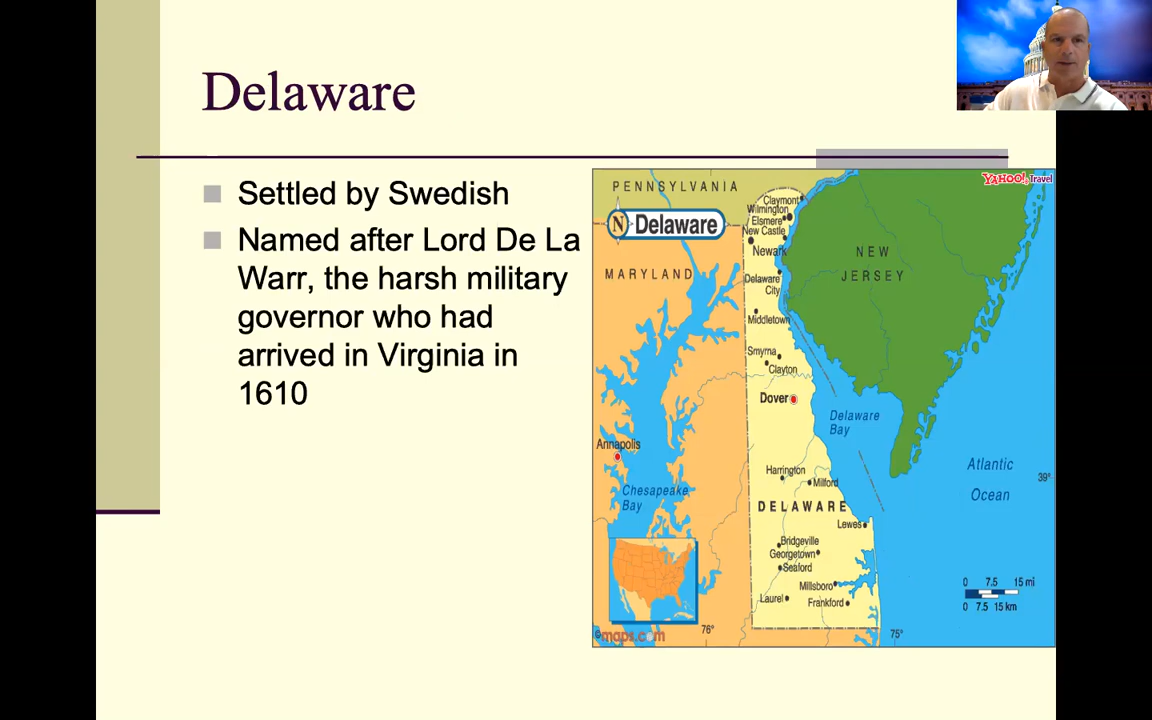 Delaware
Settled by Swedish
Named after Lord De La
Warr, the harsh military
governor who had
arrived in Virginia in
1610
YAHOO! Travel
PENNSYLVANIA
N Delaware
MARYLAND
NEW
JERSEY
Claymont
Wilmington
Elsmere
New Castle
Newark
Delaware
City
Middletown
Smyrna
Clayton
Dover
Delaware
Bay
Annapolis
Chesapeake
Bay
Harrington
Milford
DELAWARE
Lewes
Atlantic
Ocean
39°
Bridgeville
Georgetown
Seaford
Millsboro
Laurel
Frankford
0 7.5 15 mi
0 7.5 15 km
©maps.com
76°
75°